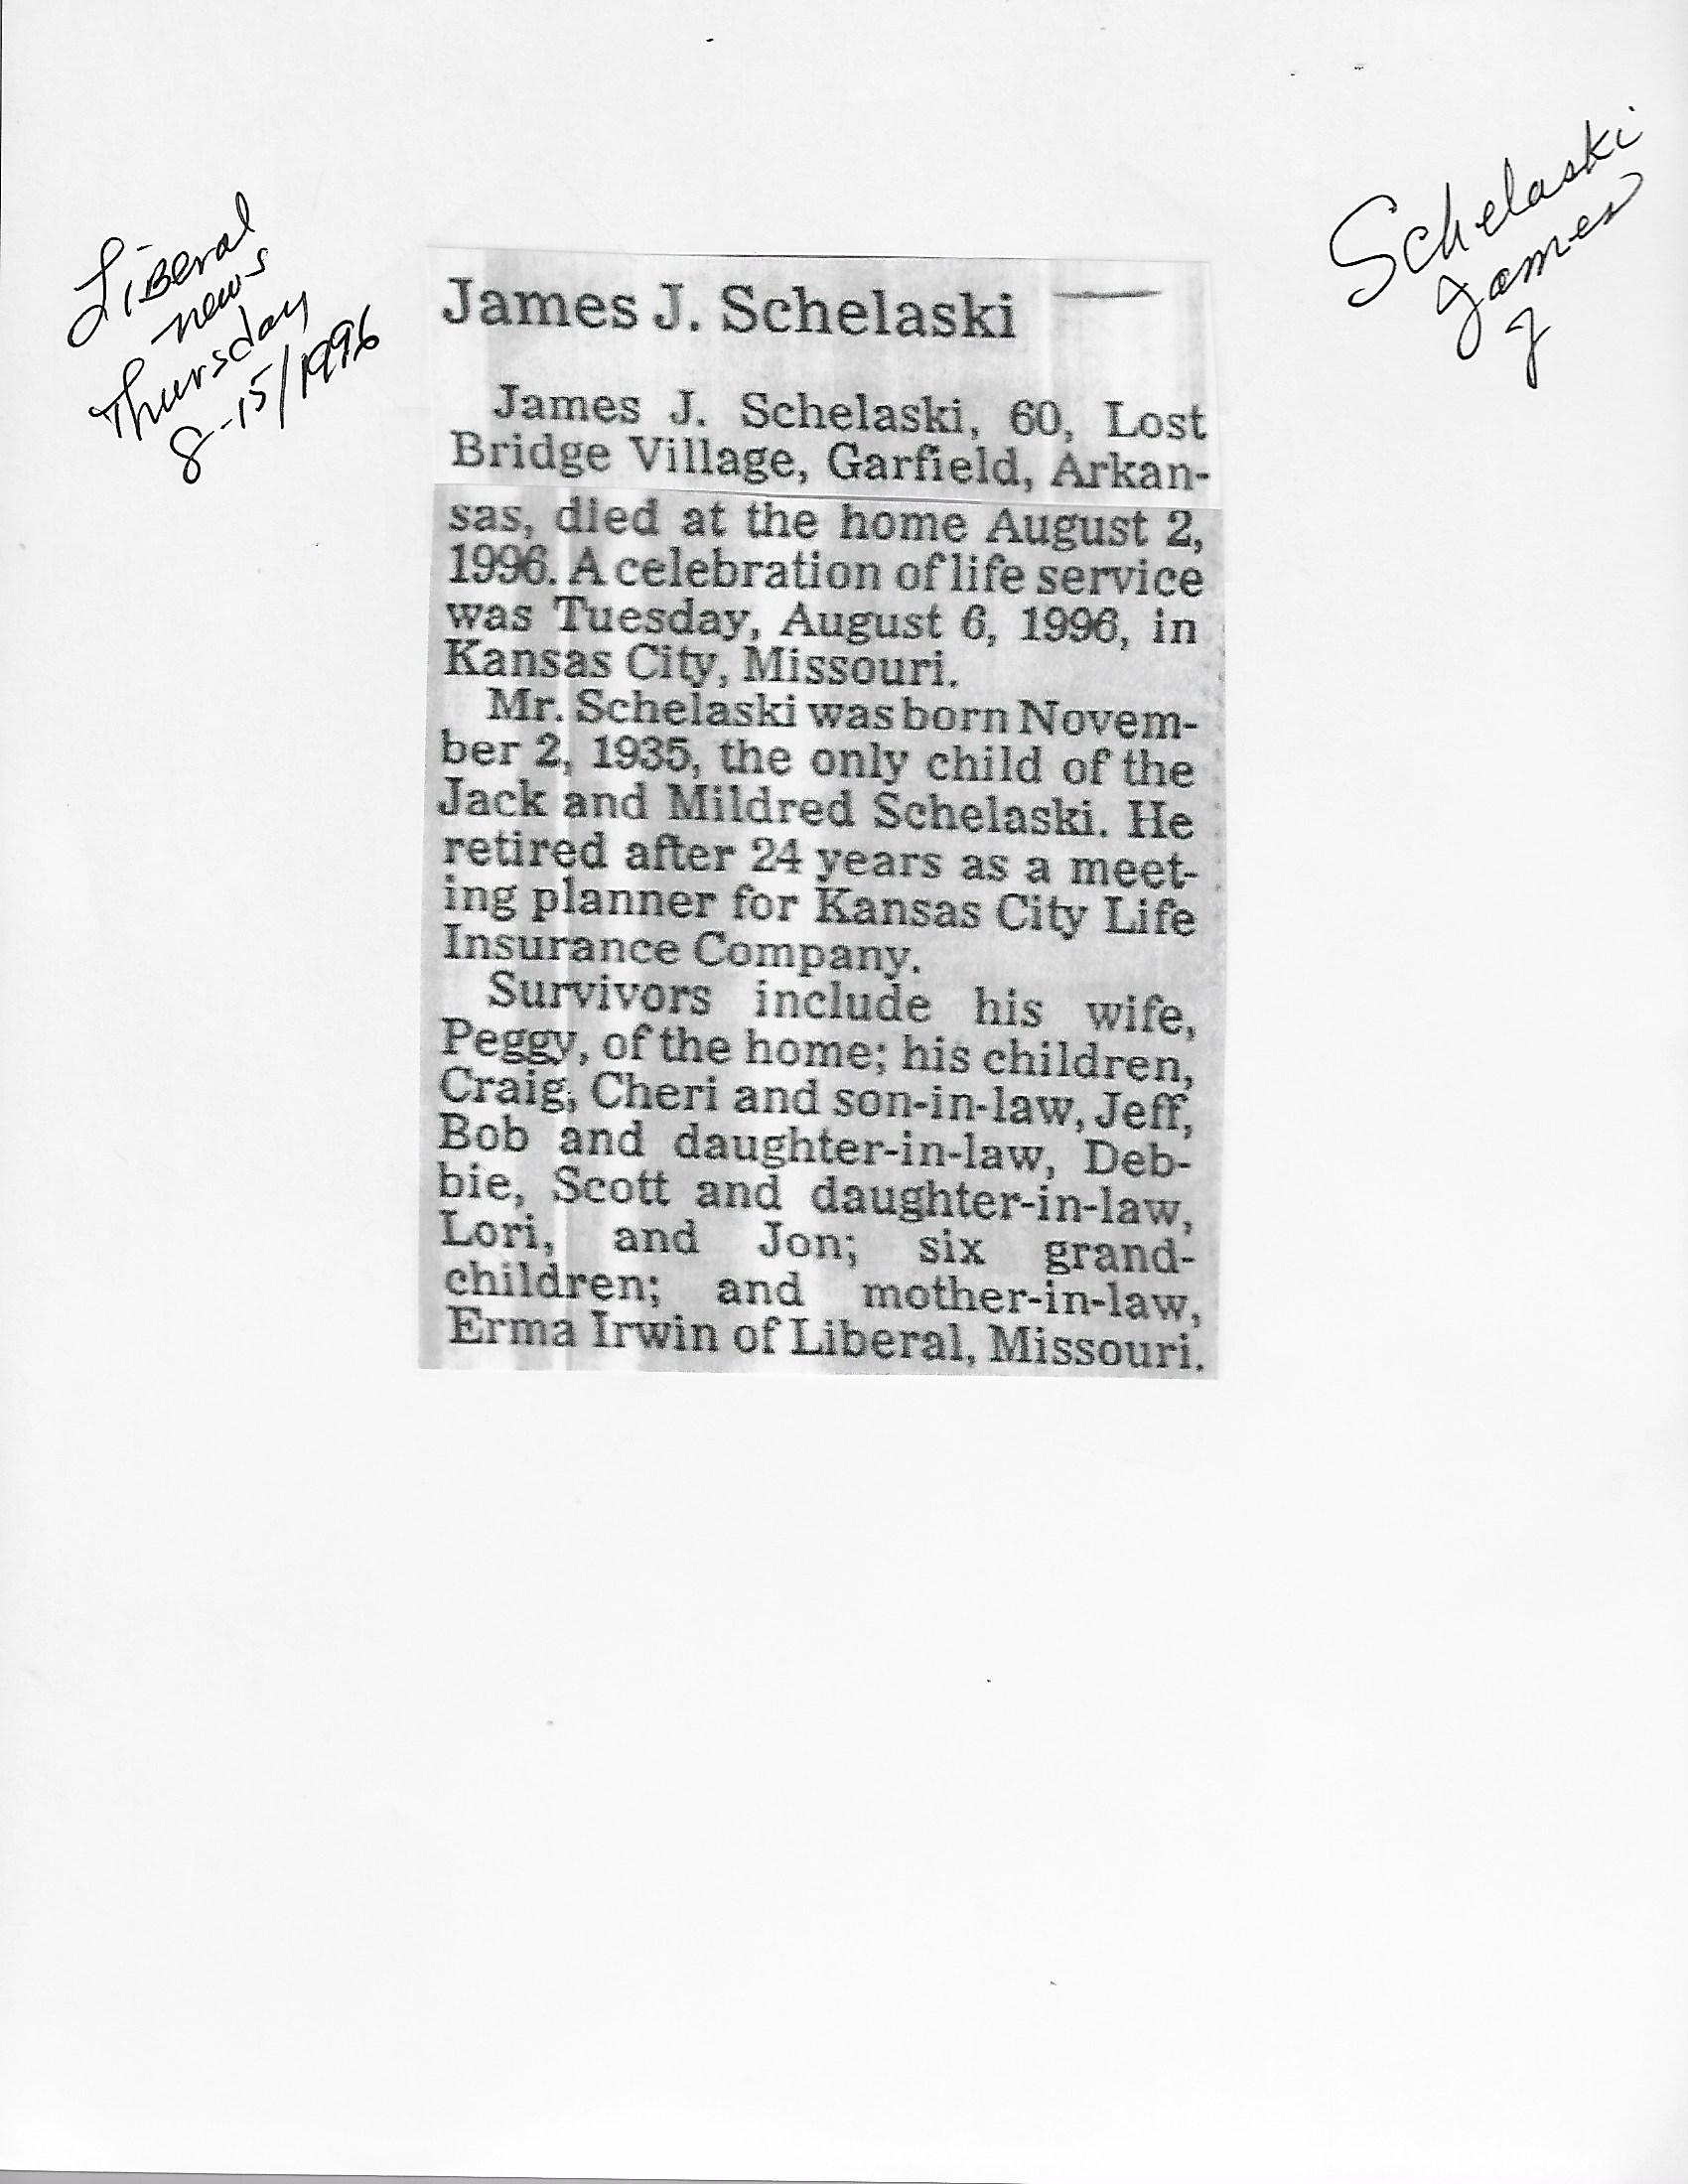 Liberal
news
Thursday
8-15/1996
Schelaski
James
J
James J. Schelaski
James J. Schelaski, 60, Lost
Bridge Village, Garfield, Arkan-
sas, died at the home August 2,
1996. A celebration of life service
was Tuesday, August 6, 1996, in
Kansas City, Missouri.
Mr. Schelaski was born Novem-
ber 2, 1935, the only child of the
Jack and Mildred Schelaski. He
retired after 24 years as a meet-
ing planner for Kansas City Life
Insurance Company.
Survivors include his wife,
Peggy, of the home; his children,
Craig, Cheri and son-in-law, Jeff,
Bob and daughter-in-law, Deb-
bie, Scott and daughter-in-law,
Lori, and Jon; six grand-
children; and mother-in-law,
Erma Irwin of Liberal, Missouri.